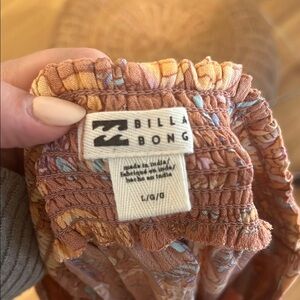 BILLA
BONG
made in india/
fabriqué en inde/
hecho en india
L/G/G